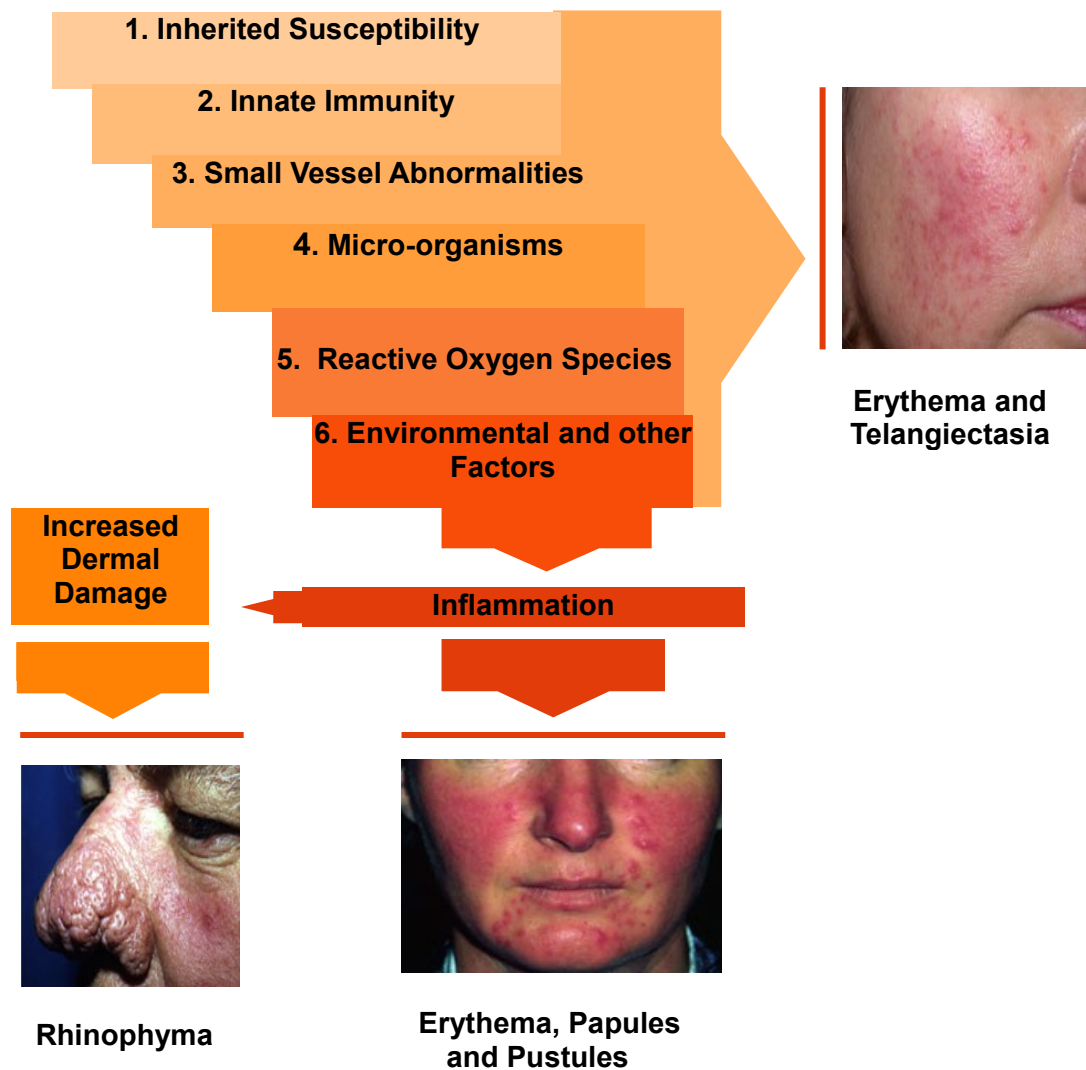 1. Inherited Susceptibility
2. Innate Immunity
3. Small Vessel Abnormalities
4. Micro-organisms
5.  Reactive Oxygen Species
6. Environmental and other
Factors
Erythema and
Telangiectasia
Increased
Dermal
Damage
Inflammation
Rhinophyma
Erythema, Papules
and Pustules